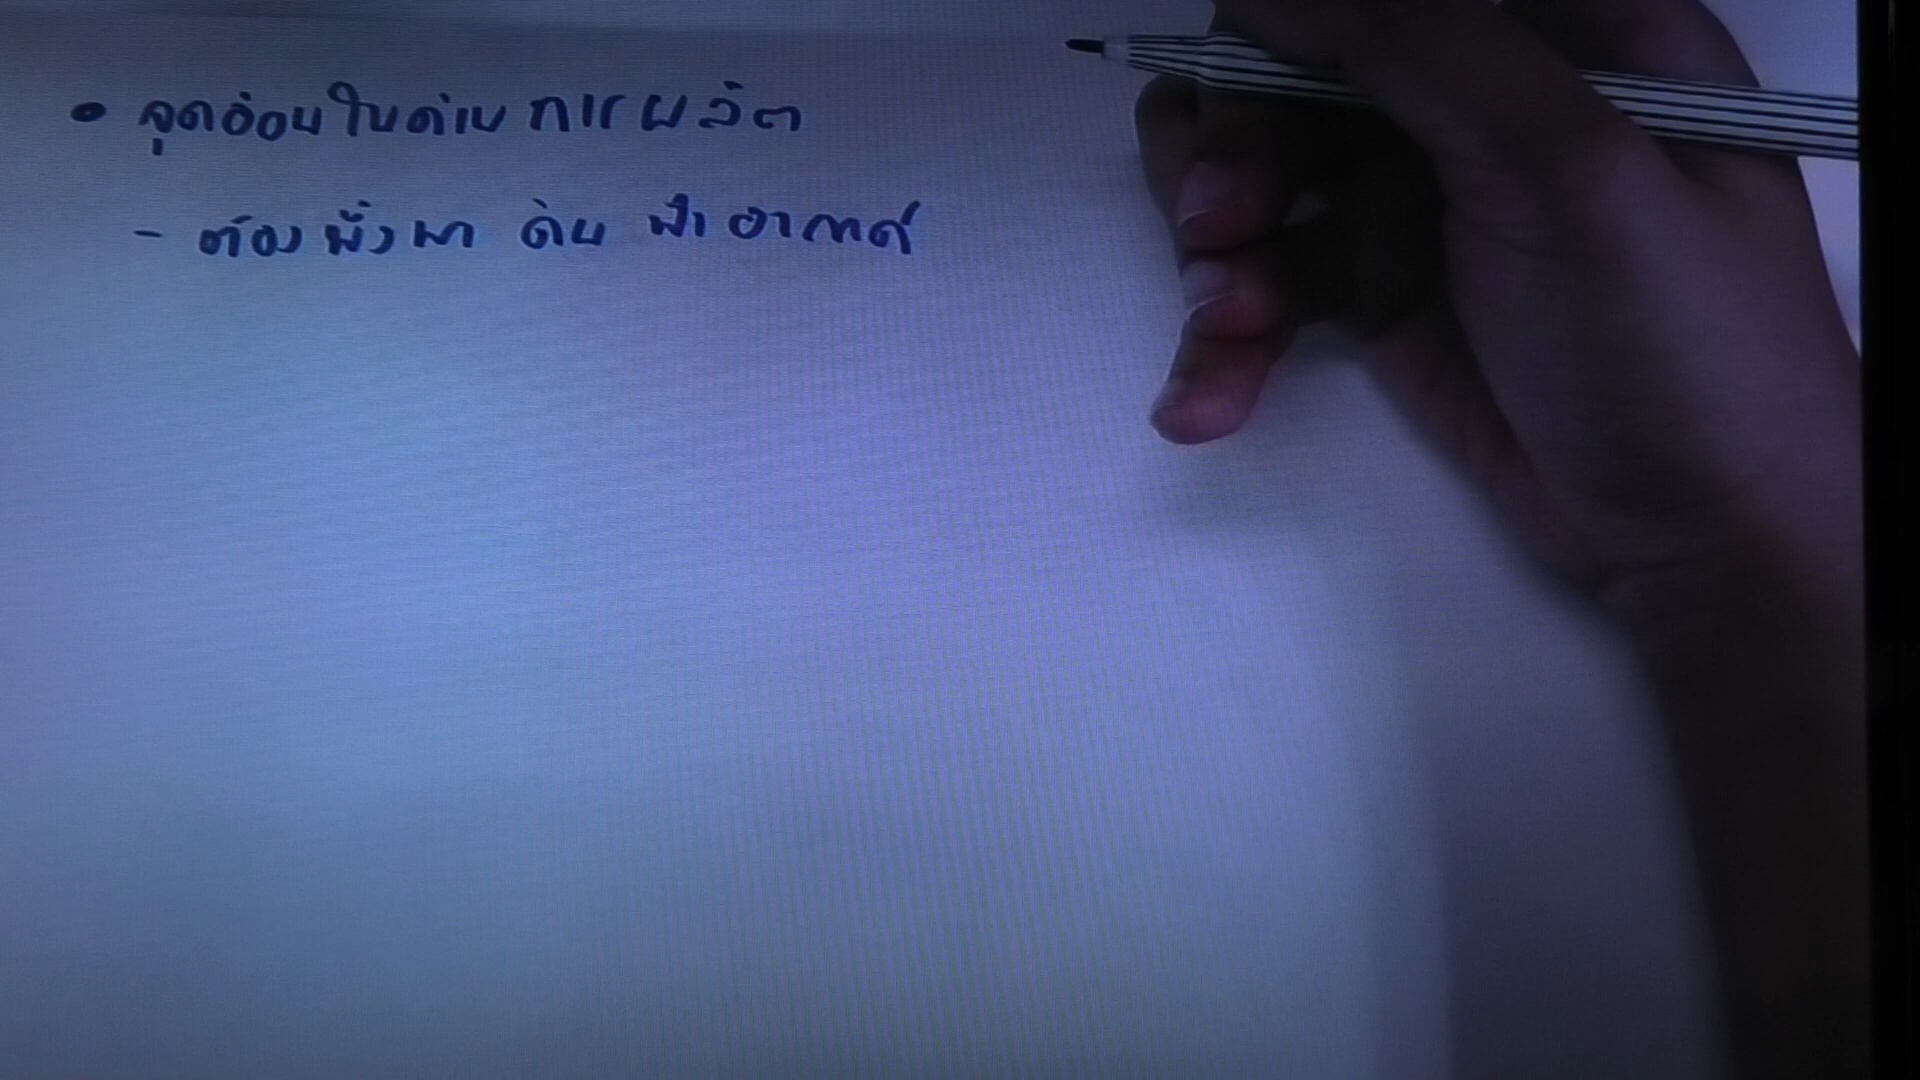 • จุดอ่อนในด้านการผลิต
- ต้องพึ่งพา ดิน ฟ้า อากาศ